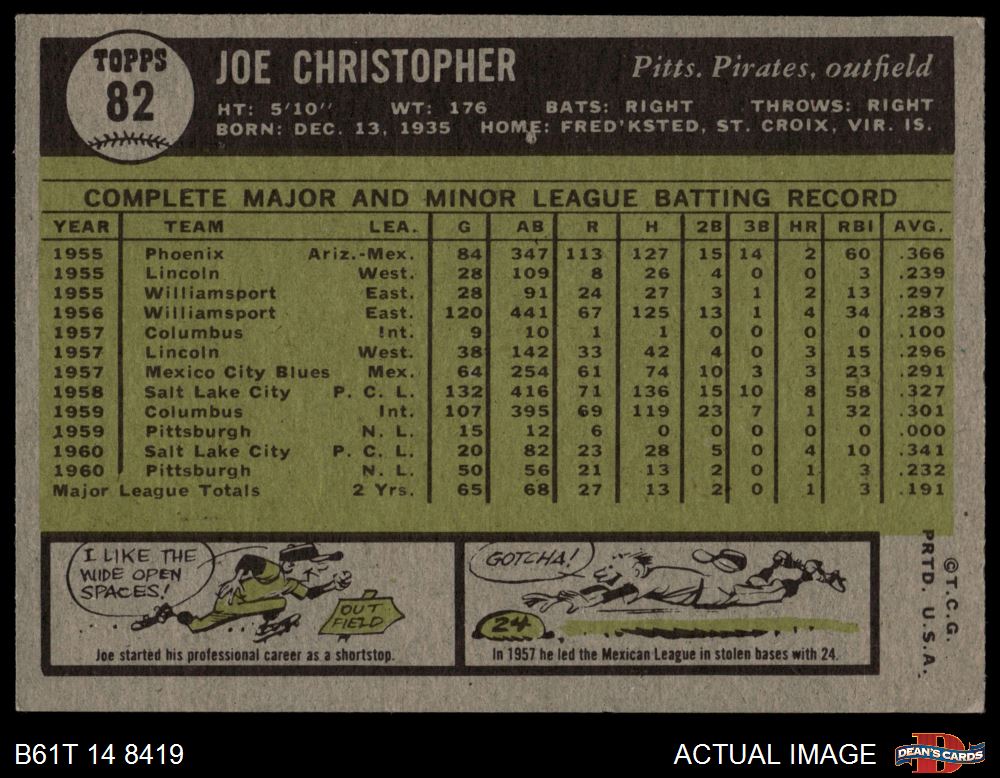 TOPPS
82
JOE CHRISTOPHER
Pitts. Pirates, outfield
HT: 5'10" WT: 176 BATS: RIGHT THROWS: RIGHT
BORN: DEC. 13, 1935 HOME: FRED'KSTED, ST. CROIX, VIR. IS.
COMPLETE MAJOR AND MINOR LEAGUE BATTING RECORD
YEAR TEAM LEA. G AB R H 2B 3B HR RBI AVG.
1955 Phoenix Ariz.-Mex. 84 347 113 127 15 14 2 60 .366
1955 Lincoln West. 28 109 8 26 4 0 0 3 .239
1955 Williamsport East. 28 91 24 27 3 1 2 13 .297
1956 Williamsport East. 120 441 67 125 13 1 4 34 .283
1957 Columbus Int. 9 10 1 1 0 0 0 0 .100
1957 Lincoln West. 38 142 33 42 4 0 3 15 .296
1957 Mexico City Blues Mex. 64 254 61 74 10 3 3 23 .291
1958 Salt Lake City P. C. L. 132 416 71 136 15 10 8 58 .327
1959 Columbus Int. 107 395 69 119 23 7 1 32 .301
1959 Pittsburgh N. L. 15 12 6 0 0 0 0 0 .000
1960 Salt Lake City P. C. L. 20 82 23 28 5 0 4 10 .341
1960 Pittsburgh N. L. 50 56 21 13 2 0 1 3 .232
Major League Totals 2 Yrs. 65 68 27 13 2 0 1 3 .191
I LIKE THE
WIDE OPEN
SPACES!
OUT
FIELD
Joe started his professional career as a shortstop.
GOTCHA!
24
In 1957 he led the Mexican League in stolen bases with 24.
©T.C.G.
PRTD. U.S.A.
B61T 14 8419
ACTUAL IMAGE
DEAN'S CARDS